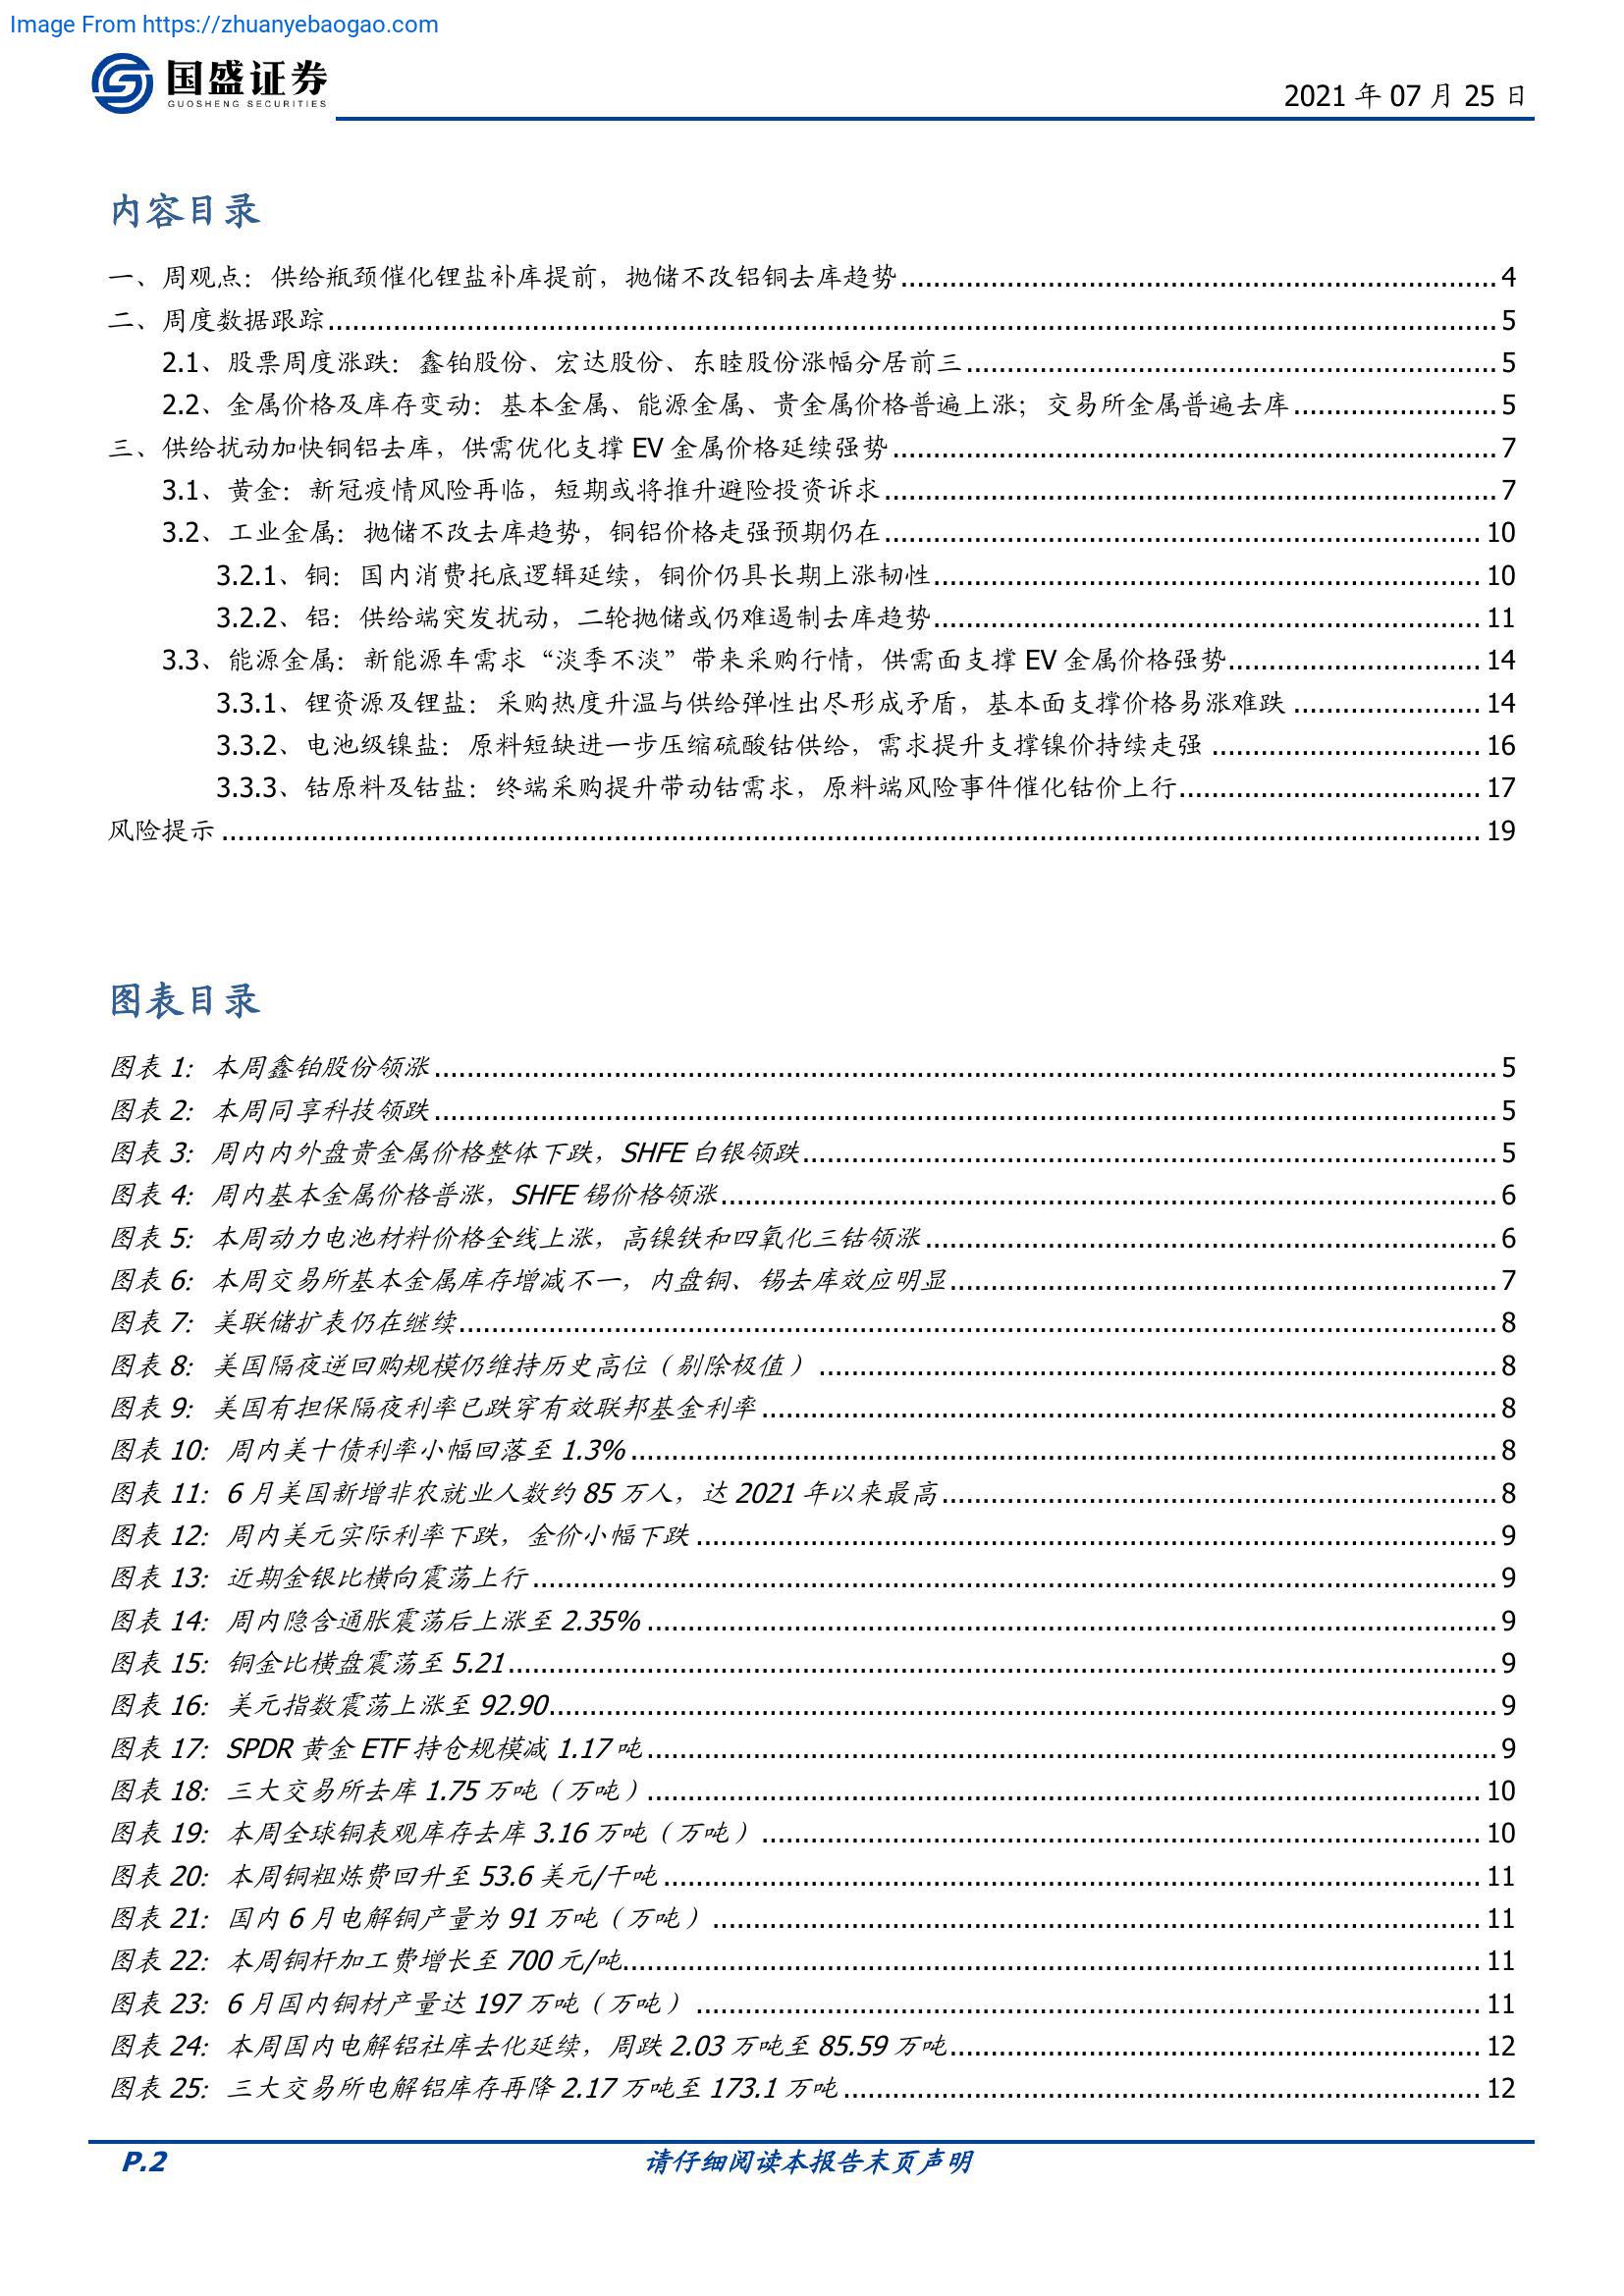 Image From https://zhuanyebaogao.com
国盛证券
GUOSHENG SECURITIES
2021 年 07 月 25 日
内容目录
一、周观点：供给瓶颈催化锂盐补库提前，抛储不改铝铜去库趋势 4
二、周度数据跟踪 5
2.1、股票周度涨跌：鑫铂股份、宏达股份、东睦股份涨幅分居前三 5
2.2、金属价格及库存变动：基本金属、能源金属、贵金属价格普遍上涨；交易所金属普遍去库 5
三、供给扰动加快铜铝去库，供需优化支撑 EV 金属价格延续强势 7
3.1、黄金：新冠疫情风险再临，短期或将推升避险投资诉求 7
3.2、工业金属：抛储不改去库趋势，铜铝价格走强预期仍在 10
3.2.1、铜：国内消费托底逻辑延续，铜价仍具长期上涨韧性 10
3.2.2、铝：供给端突发扰动，二轮抛储或仍难遏制去库趋势 11
3.3、能源金属：新能源车需求“淡季不淡”带来采购行情，供需面支撑 EV 金属价格强势 14
3.3.1、锂资源及锂盐：采购热度升温与供给弹性出尽形成矛盾，基本面支撑价格易涨难跌 14
3.3.2、电池级镍盐：原料短缺进一步压缩硫酸钴供给，需求提升支撑镍价持续走强 16
3.3.3、钴原料及钴盐：终端采购提升带动钴需求，原料端风险事件催化钴价上行 17
风险提示 19
图表目录
图表 1：本周鑫铂股份领涨 5
图表 2：本周同享科技领跌 5
图表 3：周内内外盘贵金属价格整体下跌，SHFE 白银领跌 5
图表 4：周内基本金属价格普涨，SHFE 锡价格领涨 6
图表 5：本周动力电池材料价格全线上涨，高镍铁和四氧化三钴领涨 6
图表 6：本周交易所基本金属库存增减不一，内盘铜、锡去库效应明显 7
图表 7：美联储扩表仍在继续 8
图表 8：美国隔夜逆回购规模仍维持历史高位（剔除极值） 8
图表 9：美国有担保隔夜利率已跌穿有效联邦基金利率 8
图表 10：周内美十债利率小幅回落至 1.3% 8
图表 11：6 月美国新增非农就业人数约 85 万人，达 2021 年以来最高 8
图表 12：周内美元实际利率下跌，金价小幅下跌 9
图表 13：近期金银比横向震荡上行 9
图表 14：周内隐含通胀震荡后上涨至 2.35% 9
图表 15：铜金比横盘震荡至 5.21 9
图表 16：美元指数震荡上涨至 92.90 9
图表 17：SPDR 黄金 ETF 持仓规模减 1.17 吨 9
图表 18：三大交易所去库 1.75 万吨（万吨） 10
图表 19：本周全球铜表观库存去库 3.16 万吨（万吨） 10
图表 20：本周铜粗炼费回升至 53.6 美元/干吨 11
图表 21：国内 6 月电解铜产量为 91 万吨（万吨） 11
图表 22：本周铜杆加工费增长至 700 元/吨 11
图表 23：6 月国内铜材产量达 197 万吨（万吨） 11
图表 24：本周国内电解铝社库去化延续，周跌 2.03 万吨至 85.59 万吨 12
图表 25：三大交易所电解铝库存再降 2.17 万吨至 173.1 万吨 12
P.2
请仔细阅读本报告末页声明